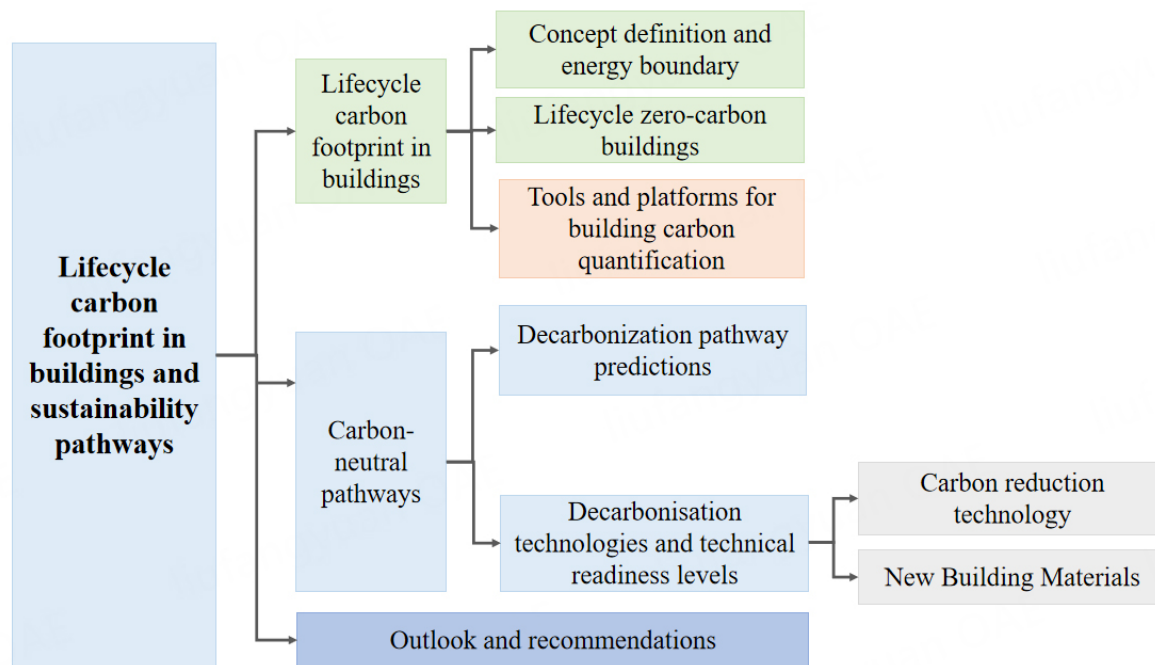 Lifecycle
carbon
footprint in
buildings and
sustainability
pathways
Lifecycle
carbon
footprint in
buildings
Concept definition and
energy boundary
Lifecycle zero-carbon
buildings
Tools and platforms for
building carbon
quantification
Carbon-
neutral
pathways
Decarbonization pathway
predictions
Decarbonisation
technologies and technical
readiness levels
Carbon reduction
technology
New Building Materials
Outlook and recommendations